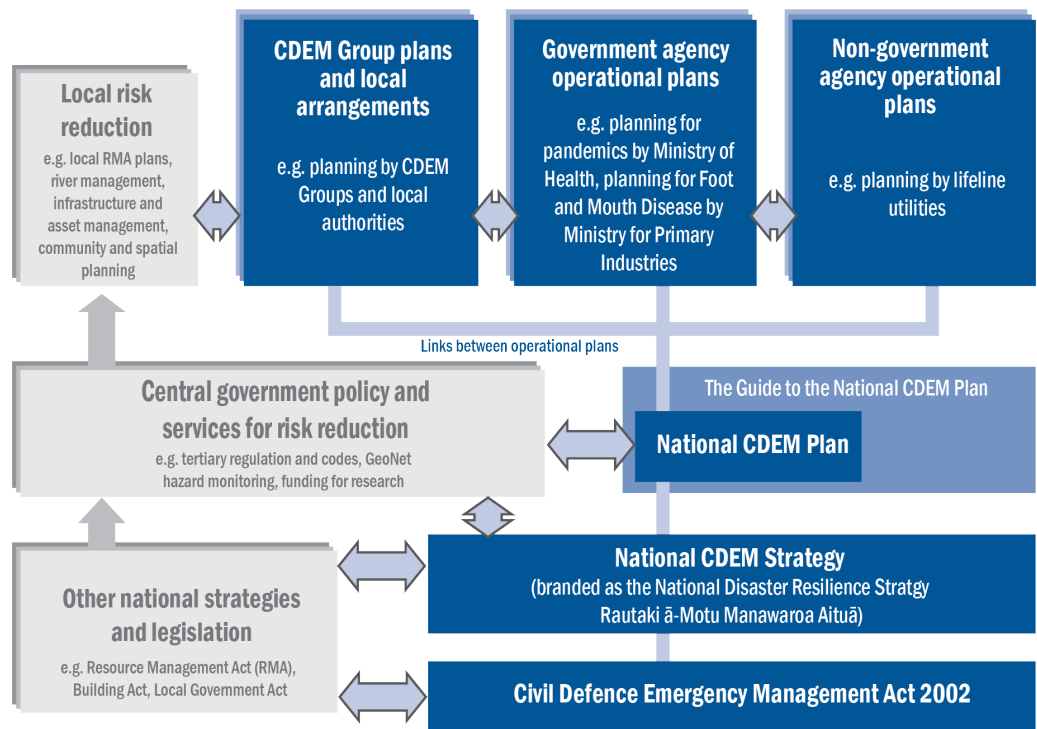 Local risk
reduction
e.g. local RMA plans,
river management,
infrastructure and
asset management,
community and spatial
planning
CDEM Group plans
and local
arrangements
e.g. planning by CDEM
Groups and local
authorities
Government agency
operational plans
e.g. planning for
pandemics by Ministry of
Health, planning for Foot
and Mouth Disease by
Ministry for Primary
Industries
Non-government
agency operational
plans
e.g. planning by lifeline
utilities
Links between operational plans
Central government policy and
services for risk reduction
e.g. tertiary regulation and codes, GeoNet
hazard monitoring, funding for research
The Guide to the National CDEM Plan
National CDEM Plan
Other national strategies
and legislation
e.g. Resource Management Act (RMA),
Building Act, Local Government Act
National CDEM Strategy
(branded as the National Disaster Resilience Stratgy
Rautaki ā-Motu Manawaroa Aituā)
Civil Defence Emergency Management Act 2002